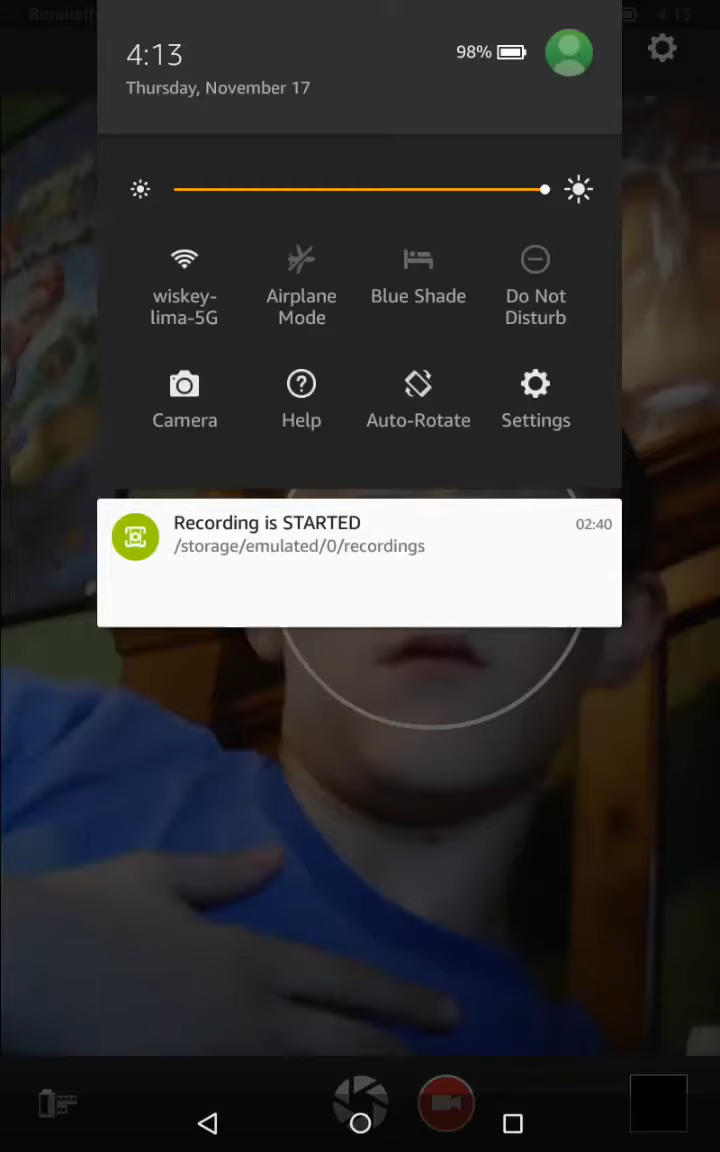 4:13
98%
Thursday, November 17
wiskey-
lima-5G
Airplane
Mode
Blue Shade
Do Not
Disturb
Camera
Help
Auto-Rotate
Settings
Recording is STARTED
02:40
/storage/emulated/0/recordings